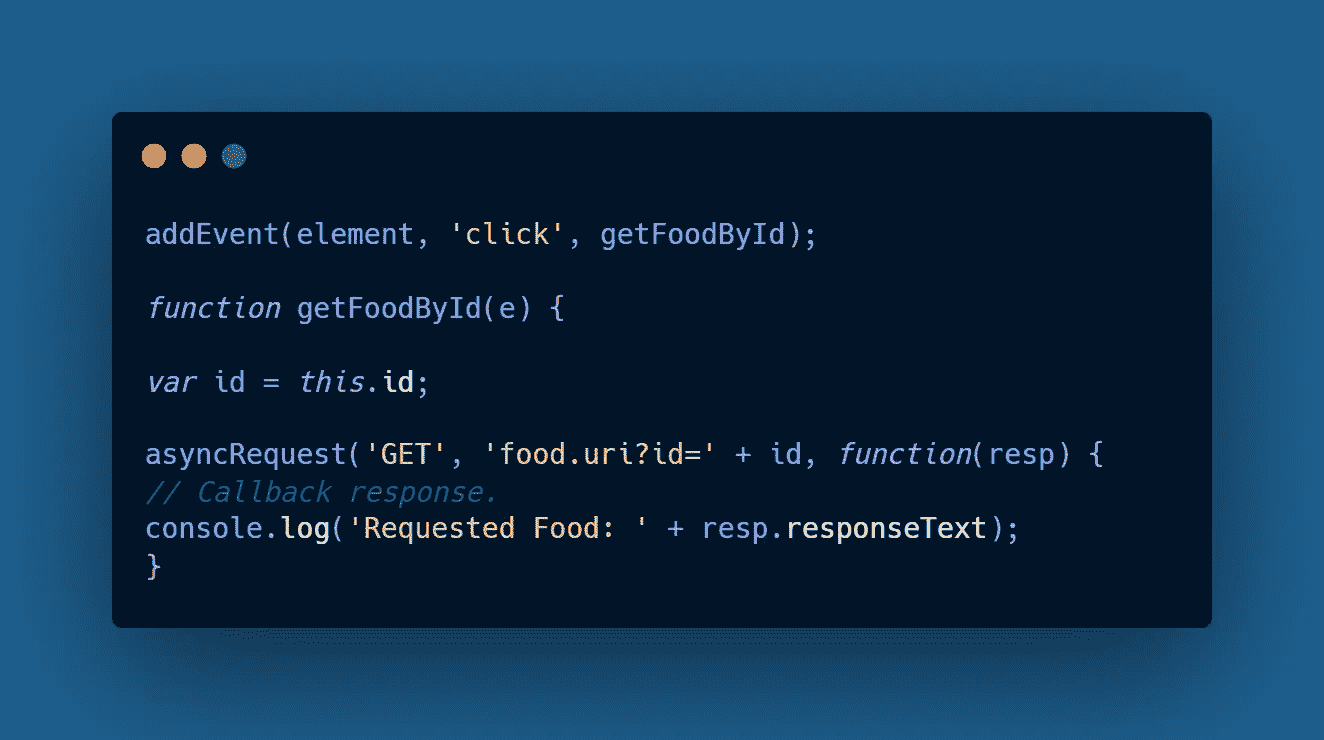 addEvent(element, 'click', getFoodById);
function getFoodById(e) {
var id = this.id;
asyncRequest('GET', 'food.uri?id=' + id, function(resp) {
// Callback response.
console.log('Requested Food: ' + resp.responseText);
}